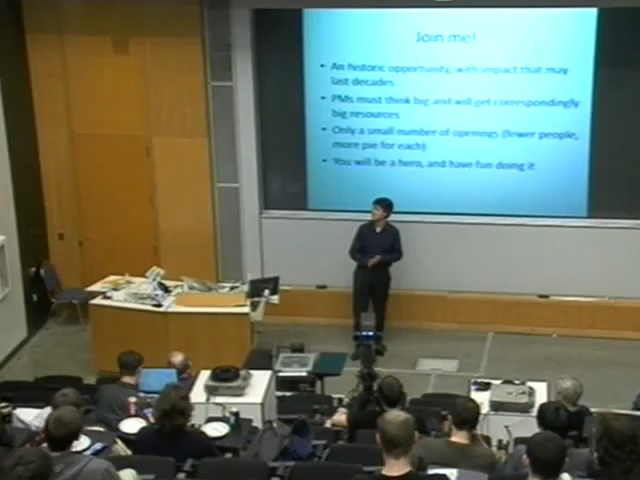 Join me!
• An historic opportunity, with impact that may
last decades
• PMs must think big and will get correspondingly
big resources
• Only a small number of openings (fewer people,
more pie for each)
• You will be a hero, and have fun doing it